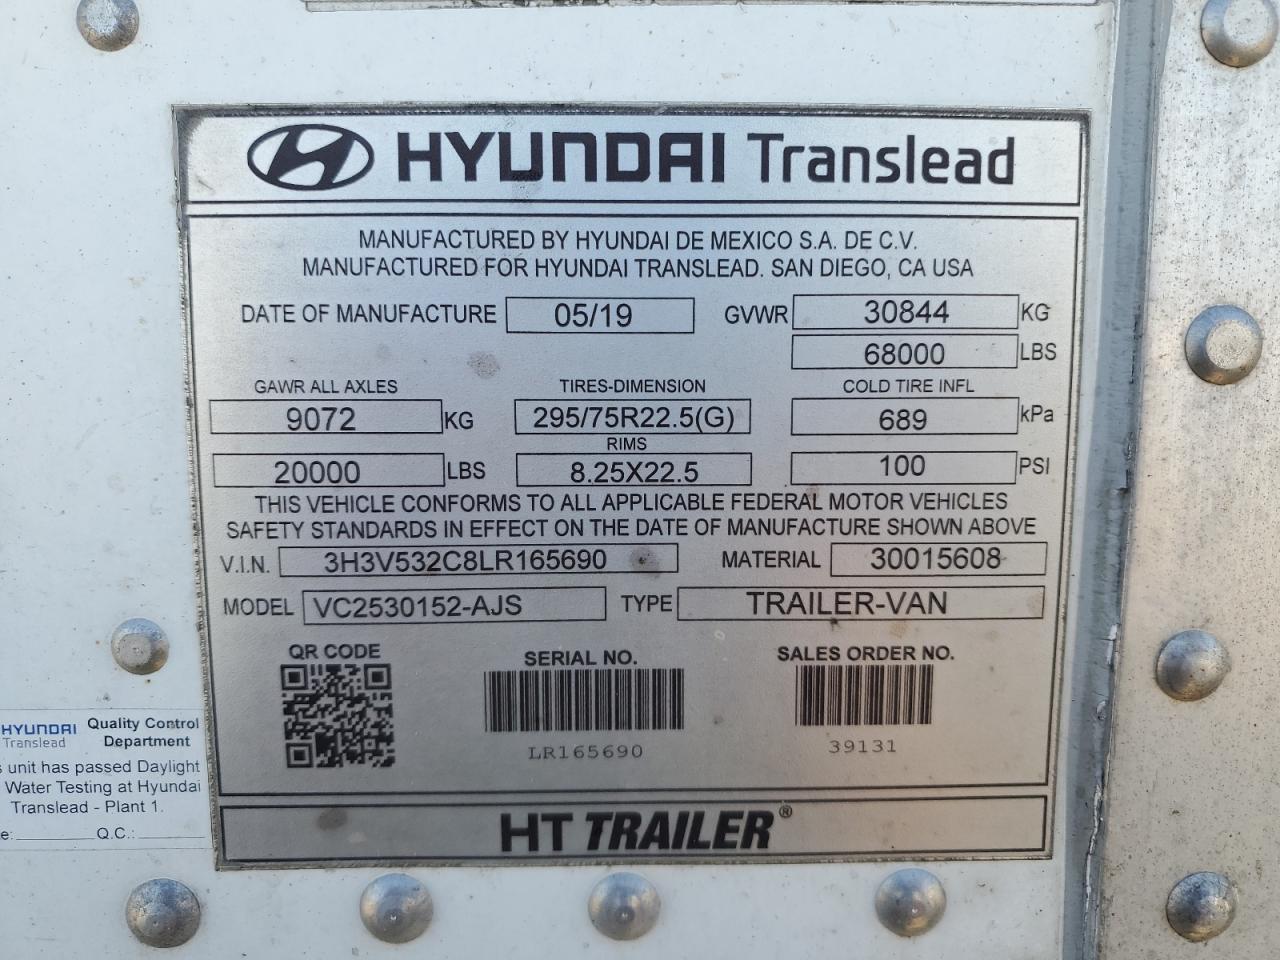 HYUNDAI Translead
MANUFACTURED BY HYUNDAI DE MEXICO S.A. DE C.V.
MANUFACTURED FOR HYUNDAI TRANSLEAD. SAN DIEGO, CA USA
DATE OF MANUFACTURE 05/19 GVWR 30844 KG
68000 LBS
GAWR ALL AXLES TIRES-DIMENSION COLD TIRE INFL
9072 KG 295/75R22.5(G) 689 kPa
RIMS
20000 LBS 8.25X22.5 100 PSI
THIS VEHICLE CONFORMS TO ALL APPLICABLE FEDERAL MOTOR VEHICLES
SAFETY STANDARDS IN EFFECT ON THE DATE OF MANUFACTURE SHOWN ABOVE
V.I.N. 3H3V532C8LR165690 MATERIAL 30015608
MODEL VC2530152-AJS TYPE TRAILER-VAN
QR CODE SERIAL NO. SALES ORDER NO.
LR165690 39131
HT TRAILER®
HYUNDAI Translead Quality Control
Department
unit has passed Daylight
Water Testing at Hyundai
Translead - Plant 1.
Q.C.: